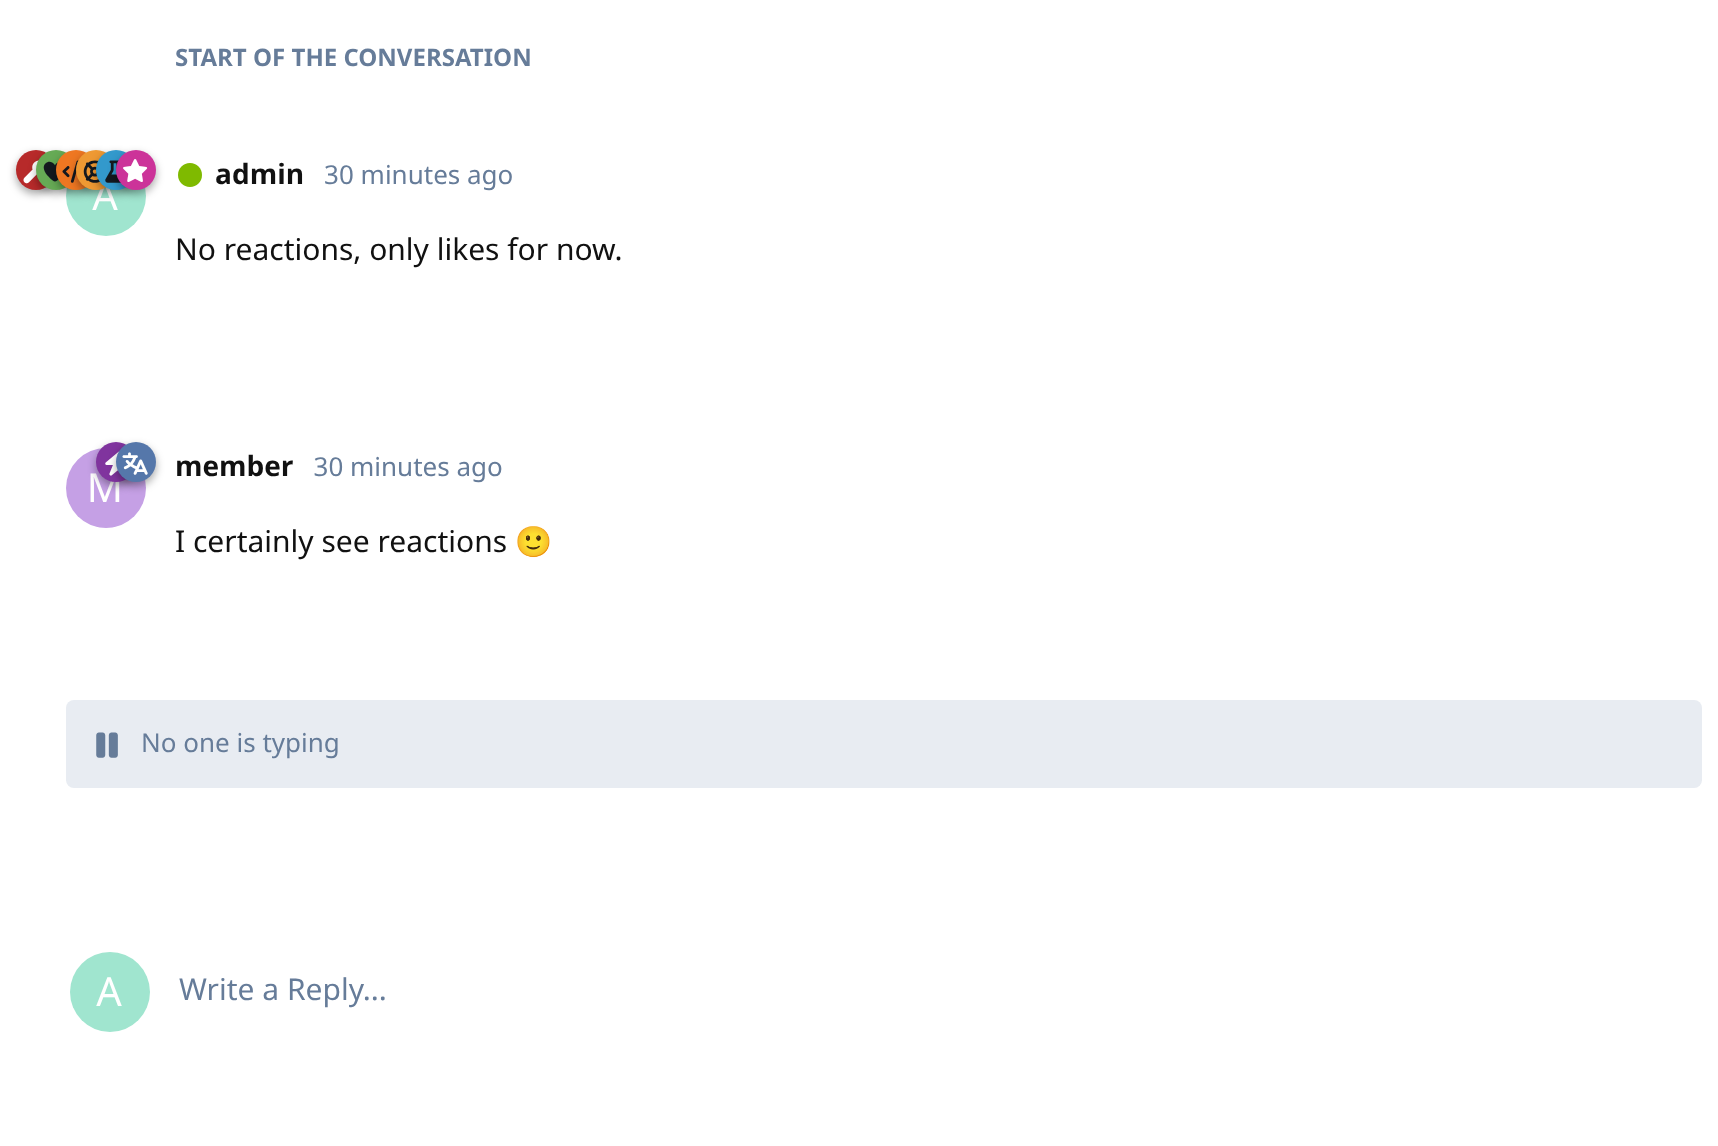 START OF THE CONVERSATION
A
admin 30 minutes ago
No reactions, only likes for now.
M
member 30 minutes ago
I certainly see reactions 🙂
No one is typing
A
Write a Reply...